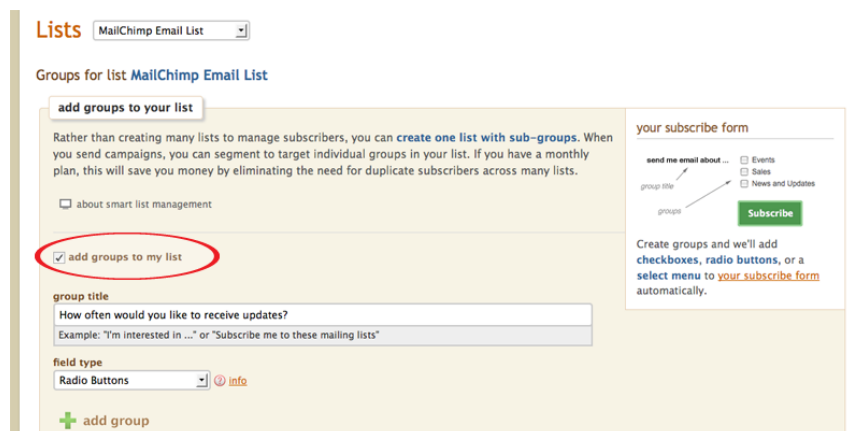 Lists MailChimp Email List
Groups for list MailChimp Email List
add groups to your list
Rather than creating many lists to manage subscribers, you can create one list with sub-groups. When
you send campaigns, you can segment to target individual groups in your list. If you have a monthly
plan, this will save you money by eliminating the need for duplicate subscribers across many lists.
about smart list management
add groups to my list
group title
How often would you like to receive updates?
Example: "I'm interested in ..." or "Subscribe me to these mailing lists"
field type
Radio Buttons ? info
add group
your subscribe form
send me email about ... Events
Sales
group title News and Updates
groups Subscribe
Create groups and we'll add
checkboxes, radio buttons, or a
select menu to your subscribe form
automatically.